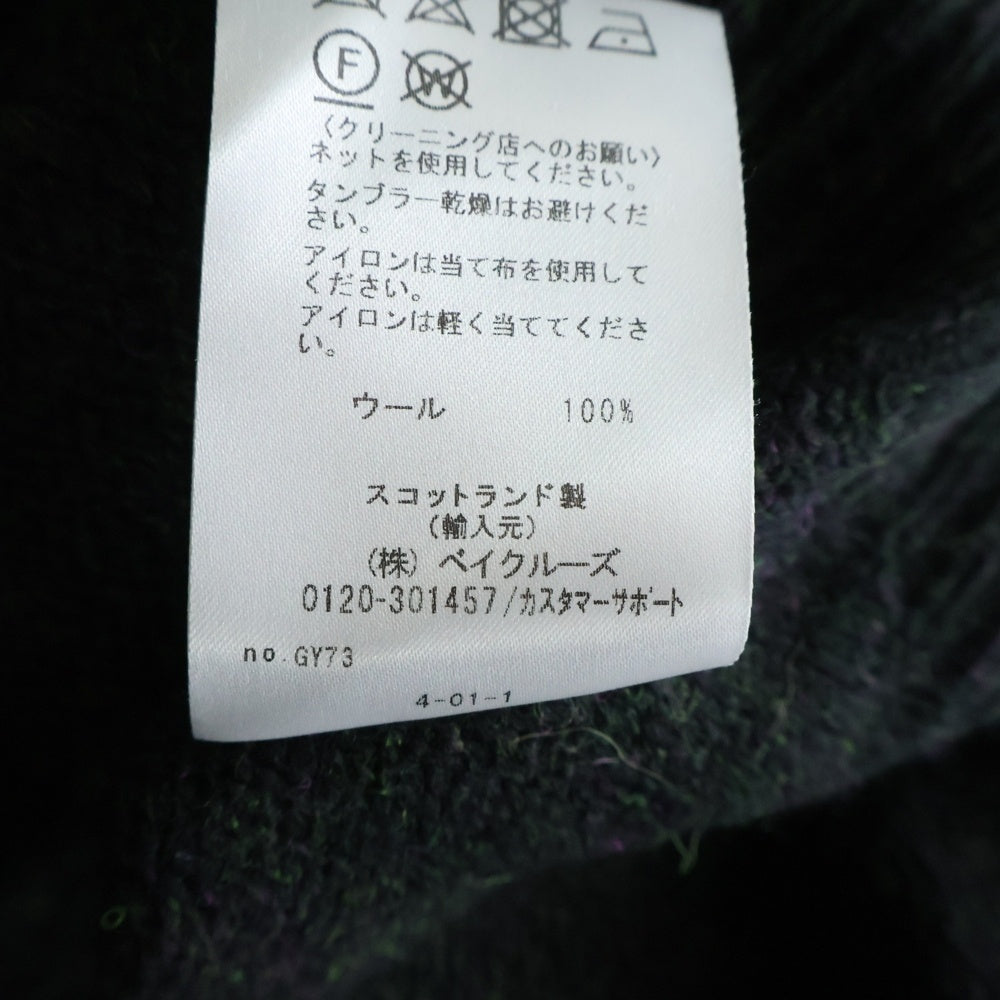 F W
〈クリーニング店へのお願い〉
ネットを使用してください。
タンブラー乾燥はお避けくだ
さい。
アイロンは当て布を使用して
ください。
アイロンは軽く当ててくださ
い。
ウール 100%
スコットランド製
(輸入元)
(株) ベイクルーズ
0120-301457/カスタマーサポート
no.GY73
4-01-1